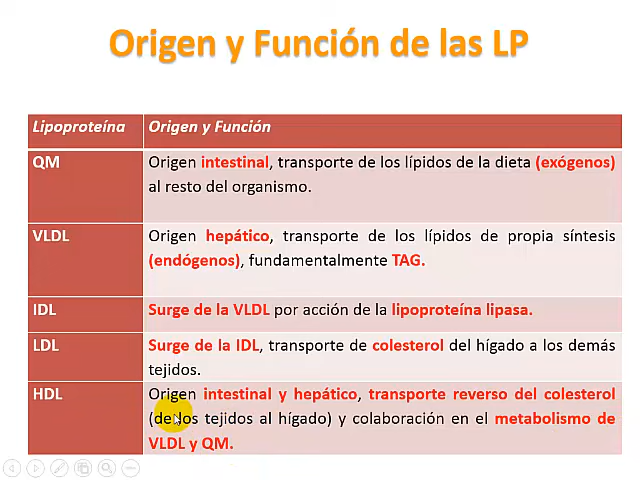 Origen y Función de las LP
Lipoproteína Origen y Función
QM Origen intestinal, transporte de los lípidos de la dieta (exógenos)
al resto del organismo.
VLDL Origen hepático, transporte de los lípidos de propia síntesis
(endógenos), fundamentalmente TAG.
IDL Surge de la VLDL por acción de la lipoproteína lipasa.
LDL Surge de la IDL, transporte de colesterol del hígado a los demás
tejidos.
HDL Origen intestinal y hepático, transporte reverso del colesterol
(de los tejidos al hígado) y colaboración en el metabolismo de
VLDL y QM.